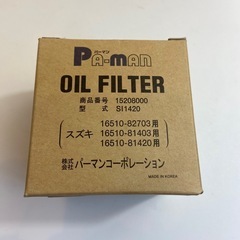 パーマン
PA-MAN
OIL FILTER
商品番号 15208000
型式 SI1420
スズキ
16510-82703用
16510-81403用
16510-81420用
株式会社 パーマンコーポレーション
MADE IN KOREA